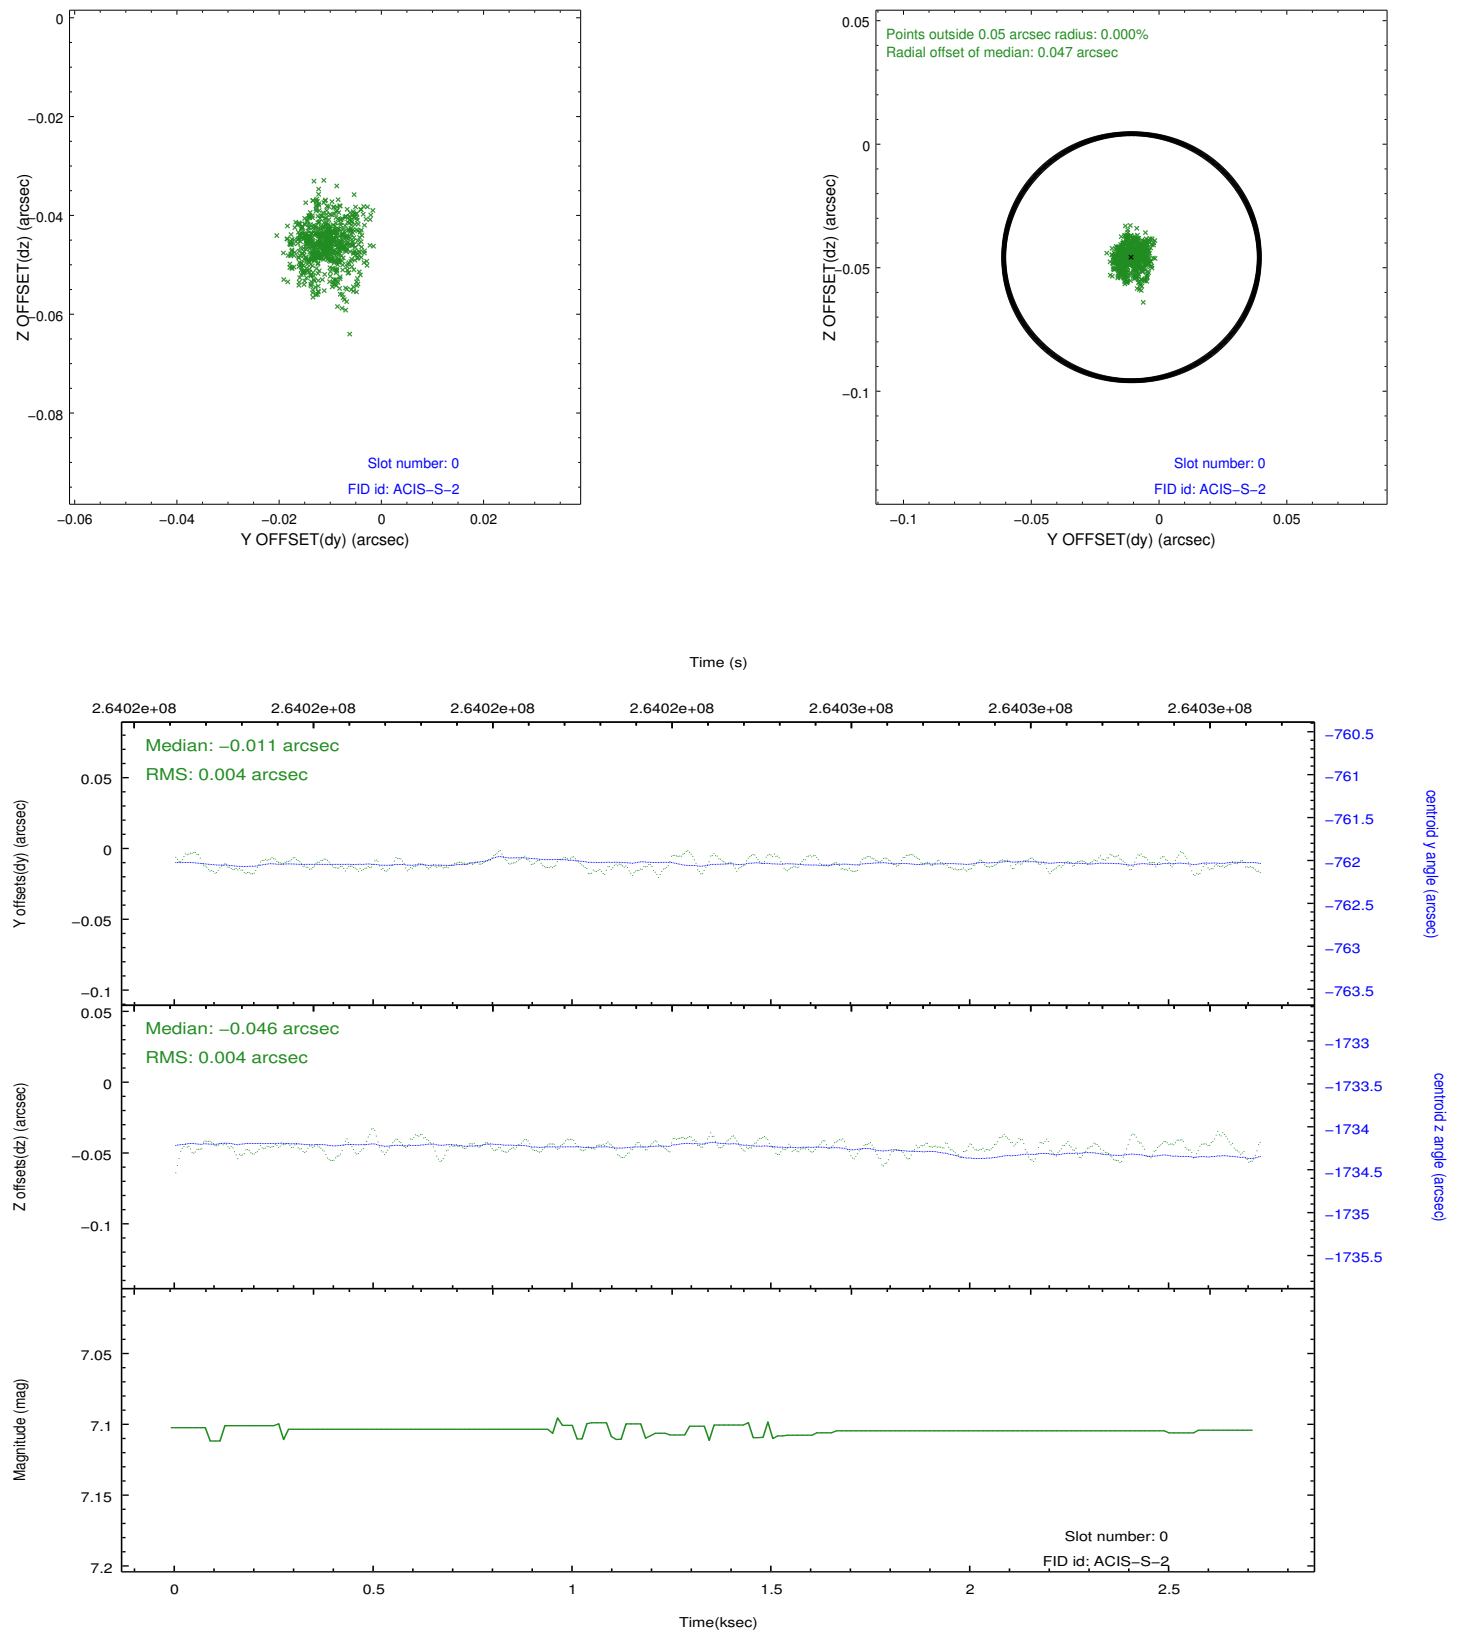 0
−0.02
−0.04
−0.06
−0.08
Z OFFSET(dz) (arcsec)
Slot number: 0
FID id: ACIS−S−2
−0.06 −0.04 −0.02 0 0.02
Y OFFSET(dy) (arcsec)
Points outside 0.05 arcsec radius: 0.000%
Radial offset of median: 0.047 arcsec
0.05
0
−0.05
−0.1
Z OFFSET(dz) (arcsec)
Slot number: 0
FID id: ACIS−S−2
−0.1 −0.05 0 0.05
Y OFFSET(dy) (arcsec)
Time (s)
2.6402e+08 2.6402e+08 2.6402e+08 2.6402e+08 2.6403e+08 2.6403e+08 2.6403e+08
Median: −0.011 arcsec
RMS: 0.004 arcsec
0.05
0
−0.05
−0.1
Y offsets(dy) (arcsec)
−760.5
−761
−761.5
−762
−762.5
−763
−763.5
centroid y angle (arcsec)
Median: −0.046 arcsec
RMS: 0.004 arcsec
0.05
0
−0.05
−0.1
Z offsets(dz) (arcsec)
−1733
−1733.5
−1734
−1734.5
−1735
−1735.5
centroid z angle (arcsec)
7.05
7.1
7.15
7.2
Magnitude (mag)
Slot number: 0
FID id: ACIS−S−2
0 0.5 1 1.5 2 2.5
Time(ksec)